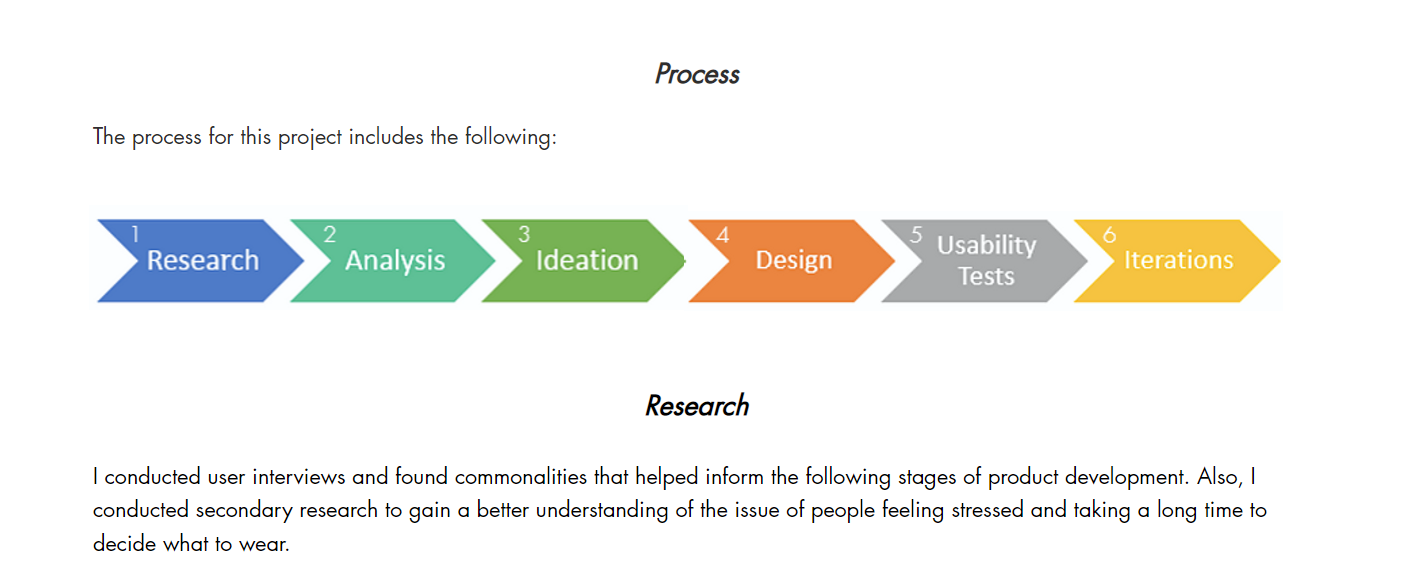 Process
The process for this project includes the following:
1
Research
2
Analysis
3
Ideation
4
Design
5
Usability
Tests
6
Iterations
Research
I conducted user interviews and found commonalities that helped inform the following stages of product development. Also, I
conducted secondary research to gain a better understanding of the issue of people feeling stressed and taking a long time to
decide what to wear.